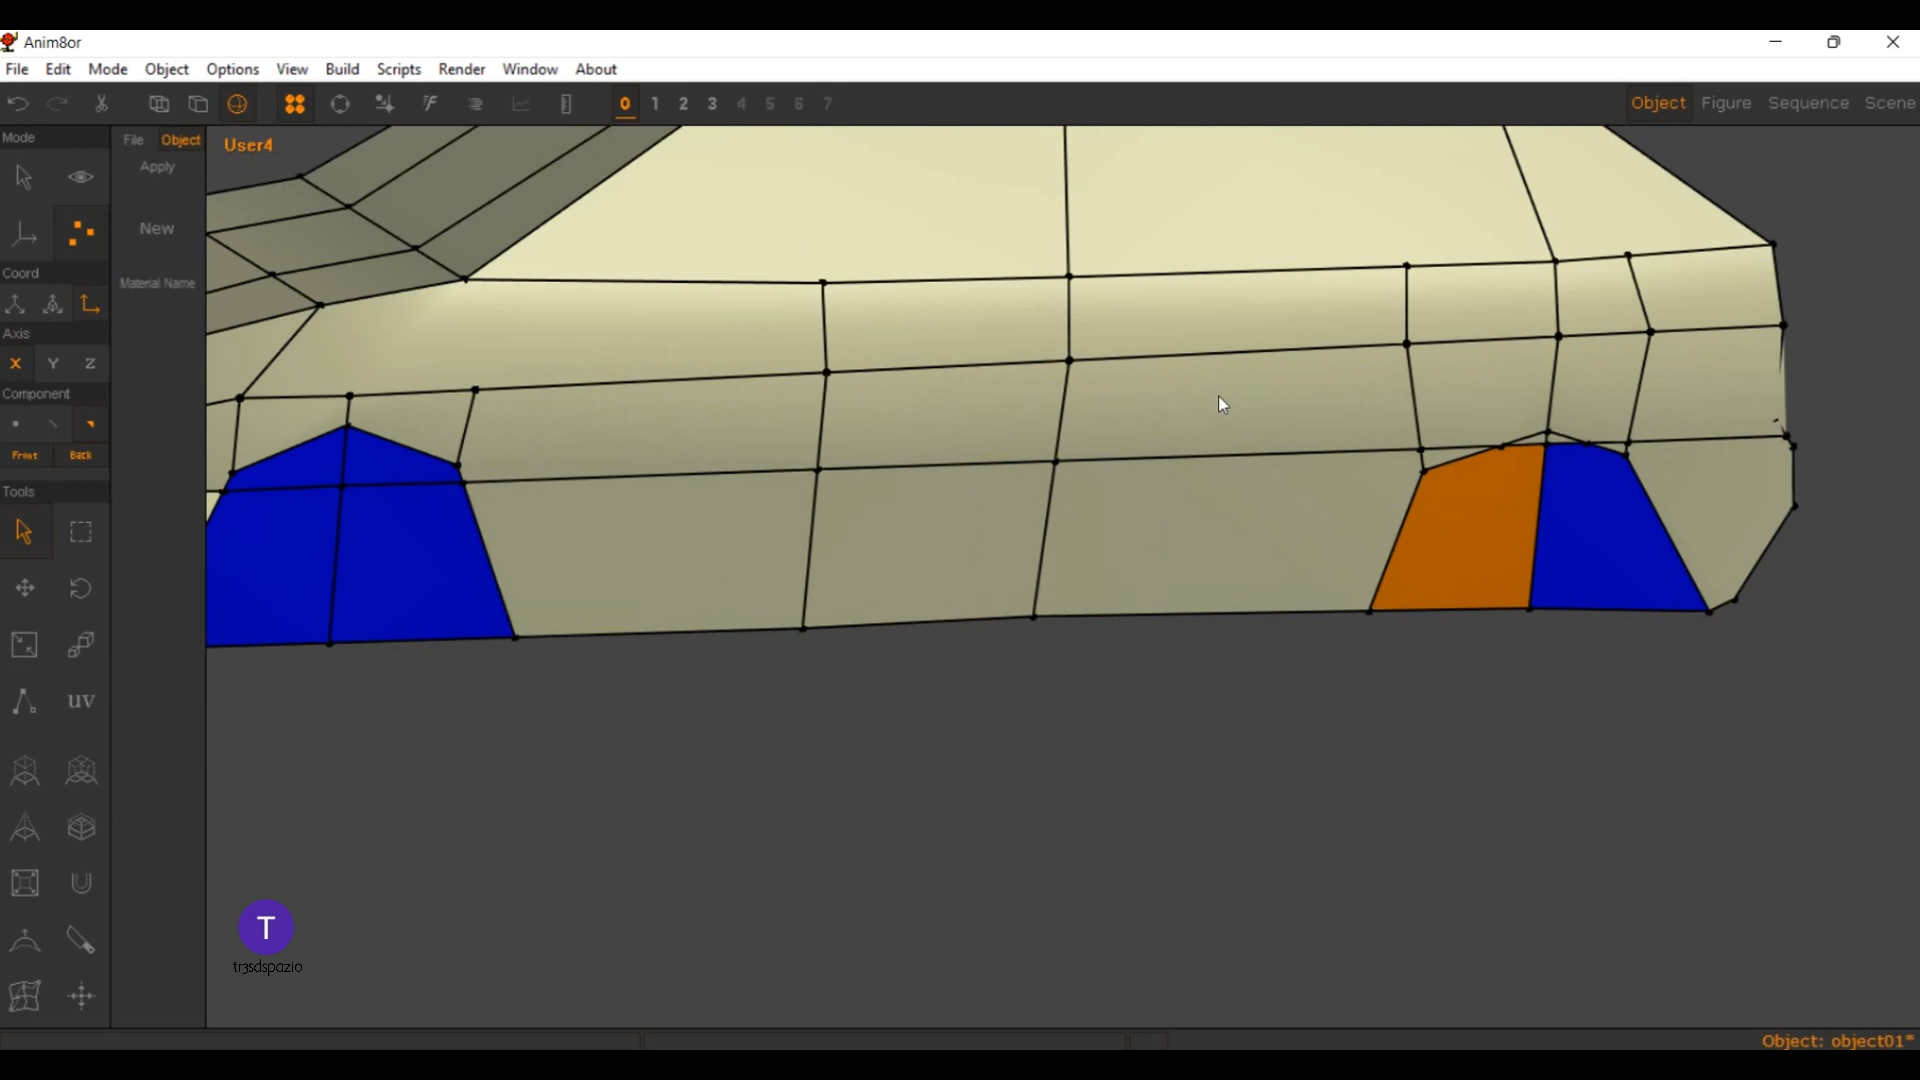 Anim8or
File Edit Mode Object Options View Build Scripts Render Window About
0 1 2 3 4 5 6 7
Object Figure Sequence Scene
Mode
File Object
User4
Apply
New
Coord
Material Name
Axis
X Y Z
Component
Front Back
Tools
uv
T
tr3sdspazio
Object: object01*